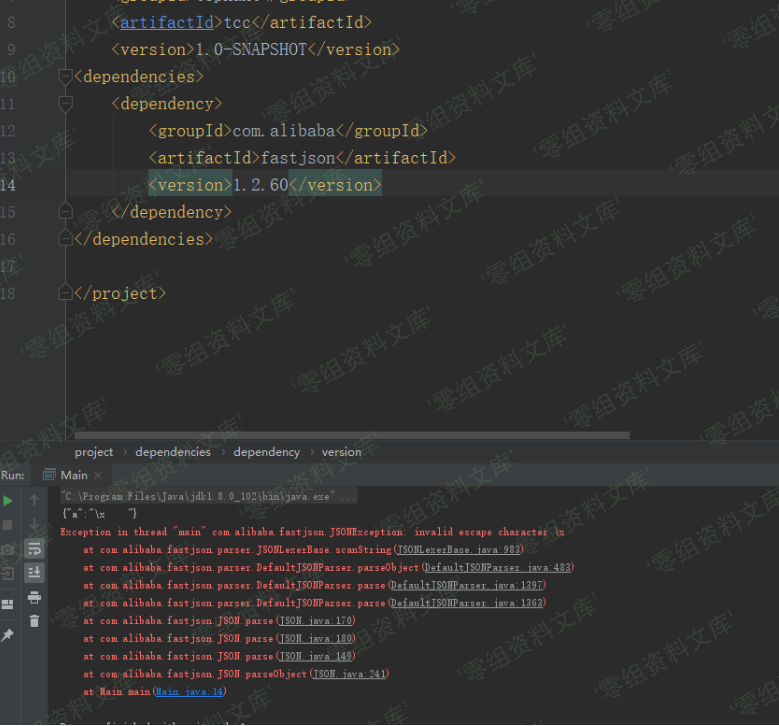 8 <artifactId>tcc</artifactId>
9 <version>1.0-SNAPSHOT</version>
10 <dependencies>
11 <dependency>
12 <groupId>com.alibaba</groupId>
13 <artifactId>fastjson</artifactId>
14 <version>1.2.60</version>
15 </dependency>
16 </dependencies>
17
18 </project>
project › dependencies › dependency › version
Run: Main ×
"C:\Program Files\Java\jdk1.8.0_102\bin\java.exe" ...
{"a":"\x    "}
Exception in thread "main" com.alibaba.fastjson.JSONException: invalid escape character \x
at com.alibaba.fastjson.parser.JSONLexerBase.scanString(JSONLexerBase.java:983)
at com.alibaba.fastjson.parser.DefaultJSONParser.parseObject(DefaultJSONParser.java:483)
at com.alibaba.fastjson.parser.DefaultJSONParser.parse(DefaultJSONParser.java:1397)
at com.alibaba.fastjson.parser.DefaultJSONParser.parse(DefaultJSONParser.java:1363)
at com.alibaba.fastjson.JSON.parse(JSON.java:170)
at com.alibaba.fastjson.JSON.parse(JSON.java:180)
at com.alibaba.fastjson.JSON.parse(JSON.java:149)
at com.alibaba.fastjson.JSON.parseObject(JSON.java:241)
at Main.main(Main.java:14)
'零组资料文库'